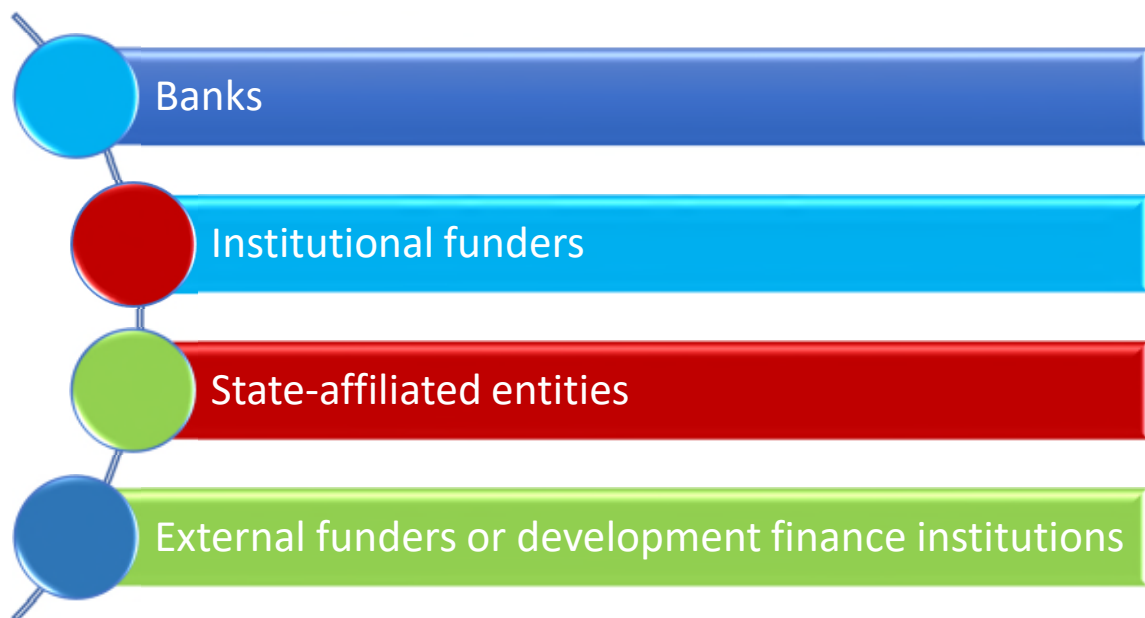 Banks
Institutional funders
State-affiliated entities
External funders or development finance institutions